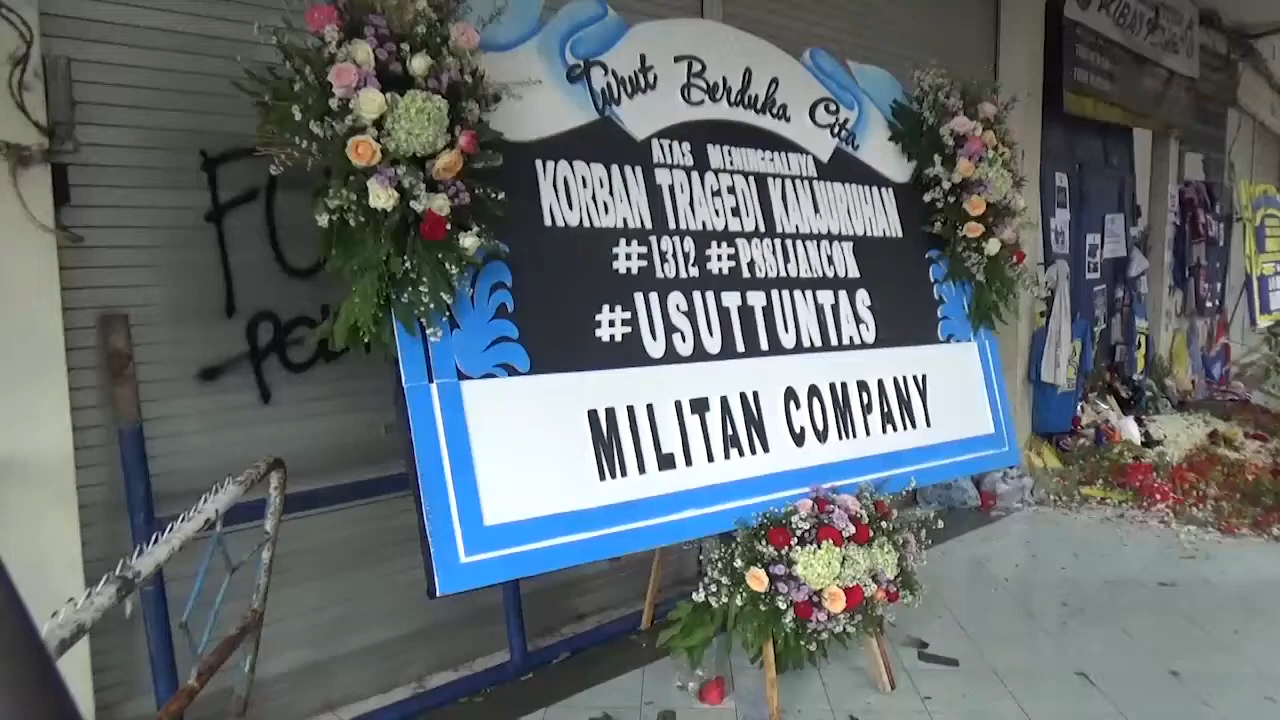 Turut Berduka Cita
ATAS MENINGGALNYA
KORBAN TRAGEDI KANJURUHAN
#1312 #PSSIJANCOK
#USUTTUNTAS
MILITAN COMPANY